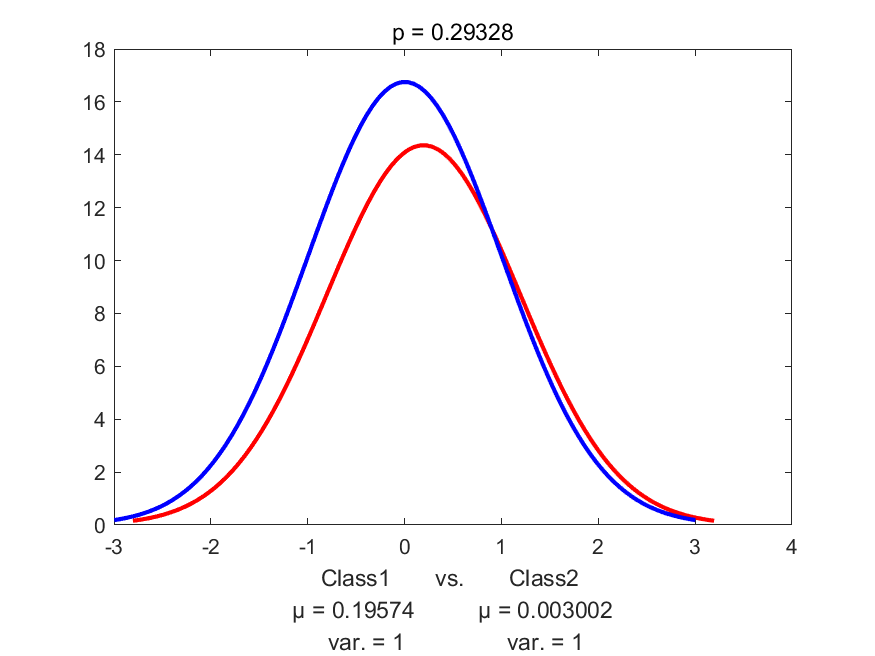 p = 0.29328
18
16
14
12
10
8
6
4
2
0
-3 -2 -1 0 1 2 3 4
Class1 vs. Class2
μ = 0.19574 μ = 0.003002
var. = 1 var. = 1